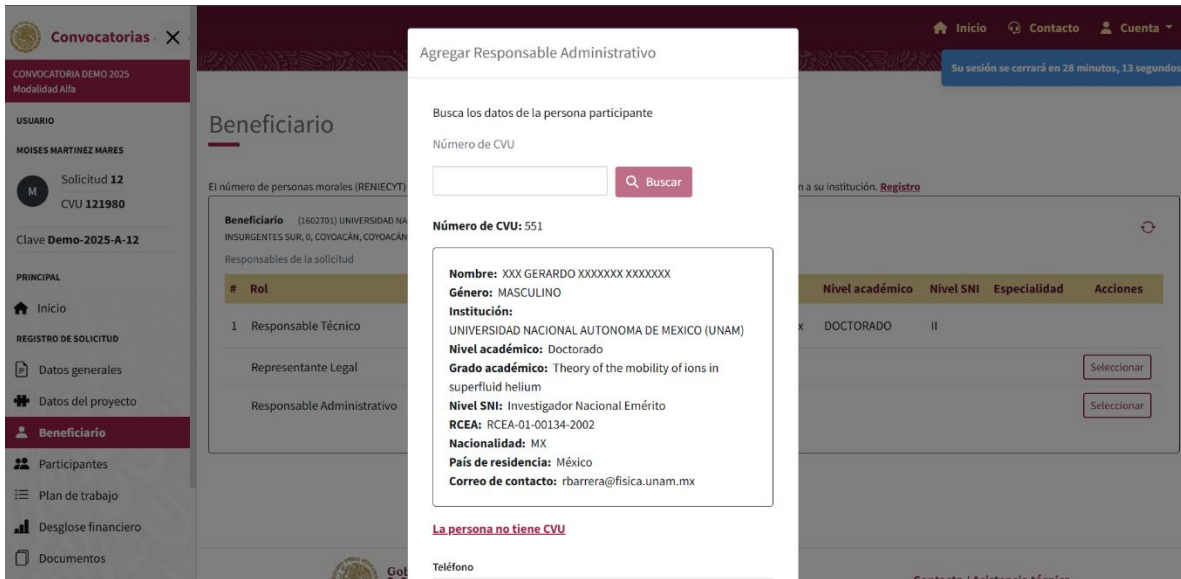 Convocatorias
CONVOCATORIA DEMO 2025
Modalidad Alfa
USUARIO
MOISES MARTINEZ MARES
M
Solicitud 12
CVU 121980
Clave Demo-2025-A-12
PRINCIPAL
Inicio
REGISTRO DE SOLICITUD
Datos generales
Datos del proyecto
Beneficiario
Participantes
Plan de trabajo
Desglose financiero
Documentos
Inicio
Contacto
Cuenta
Su sesión se cerrará en 28 minutos, 13 segundos
Beneficiario
El número de personas morales (RENIECYT)
n a su institución. Registro
Beneficiario (1602701) UNIVERSIDAD NA
INSURGENTES SUR, 0, COYOACÁN, COYOACÁN
Responsables de la solicitud
# Rol Nivel académico Nivel SNI Especialidad Acciones
1 Responsable Técnico x DOCTORADO II
Representante Legal Seleccionar
Responsable Administrativo Seleccionar
Agregar Responsable Administrativo
Busca los datos de la persona participante
Número de CVU
Buscar
Número de CVU: 551
Nombre: XXX GERARDO XXXXXXX XXXXXXX
Género: MASCULINO
Institución:
UNIVERSIDAD NACIONAL AUTONOMA DE MEXICO (UNAM)
Nivel académico: Doctorado
Grado académico: Theory of the mobility of ions in
superfluid helium
Nivel SNI: Investigador Nacional Emérito
RCEA: RCEA-01-00134-2002
Nacionalidad: MX
País de residencia: México
Correo de contacto: rbarrera@fisica.unam.mx
La persona no tiene CVU
Teléfono